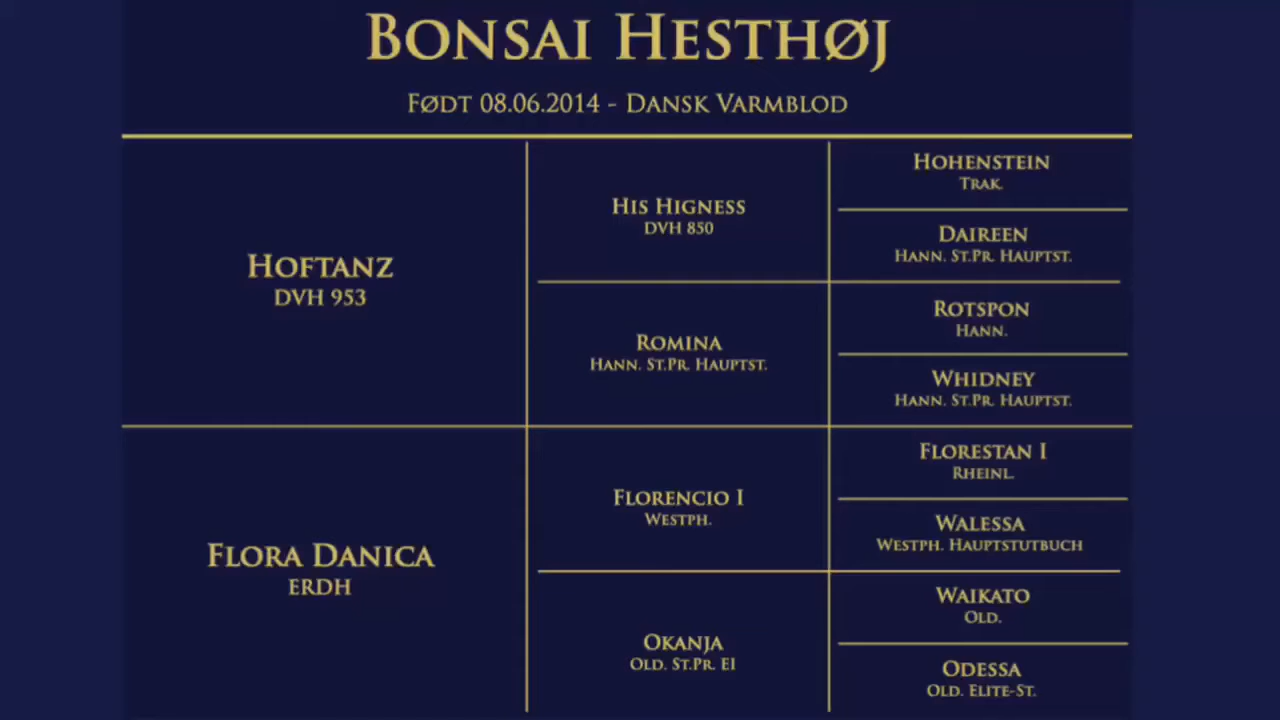 Bonsai Hesthøj
Født 08.06.2014 - Dansk Varmblod
Hoftanz
DVH 953
His Higness
DVH 850
Hohenstein
Trak.
Daireen
Hann. St.Pr. Hauptst.
Romina
Hann. St.Pr. Hauptst.
Rotspon
Hann.
Whidney
Hann. St.Pr. Hauptst.
Flora Danica
ERDH
Florencio I
Westph.
Florestan I
Rheinl.
Walessa
Westph. Hauptstutbuch
Okanja
Old. St.Pr. El
Waikato
Old.
Odessa
Old. Elite-St.